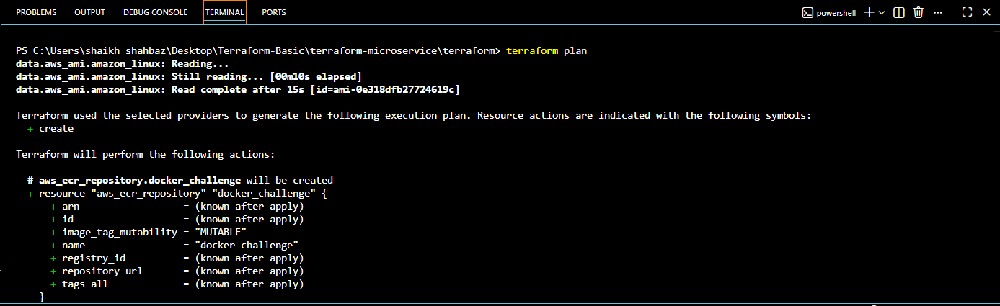 PROBLEMS OUTPUT DEBUG CONSOLE TERMINAL PORTS powershell
PS C:\Users\shaikh shahbaz\Desktop\Terraform-Basic\terraform-microservice\terraform> terraform plan
data.aws_ami.amazon_linux: Reading...
data.aws_ami.amazon_linux: Still reading... [00m10s elapsed]
data.aws_ami.amazon_linux: Read complete after 15s [id=ami-0e318dfb27724619c]
Terraform used the selected providers to generate the following execution plan. Resource actions are indicated with the following symbols:
  + create
Terraform will perform the following actions:
  # aws_ecr_repository.docker_challenge will be created
  + resource "aws_ecr_repository" "docker_challenge" {
      + arn                  = (known after apply)
      + id                   = (known after apply)
      + image_tag_mutability = "MUTABLE"
      + name                 = "docker-challenge"
      + registry_id          = (known after apply)
      + repository_url       = (known after apply)
      + tags_all             = (known after apply)
    }